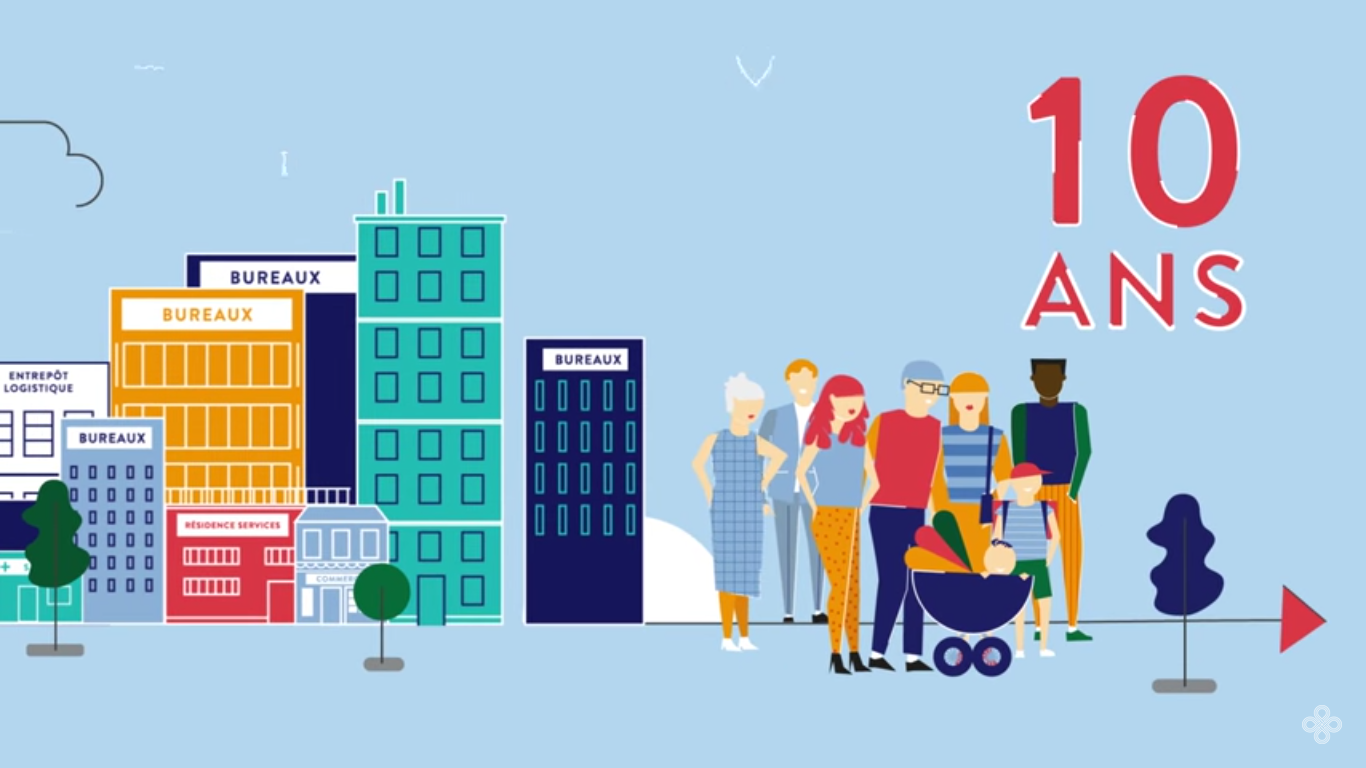 10
ANS
BUREAUX
BUREAUX
BUREAUX
ENTREPÔT
LOGISTIQUE
BUREAUX
RÉSIDENCE SERVICES